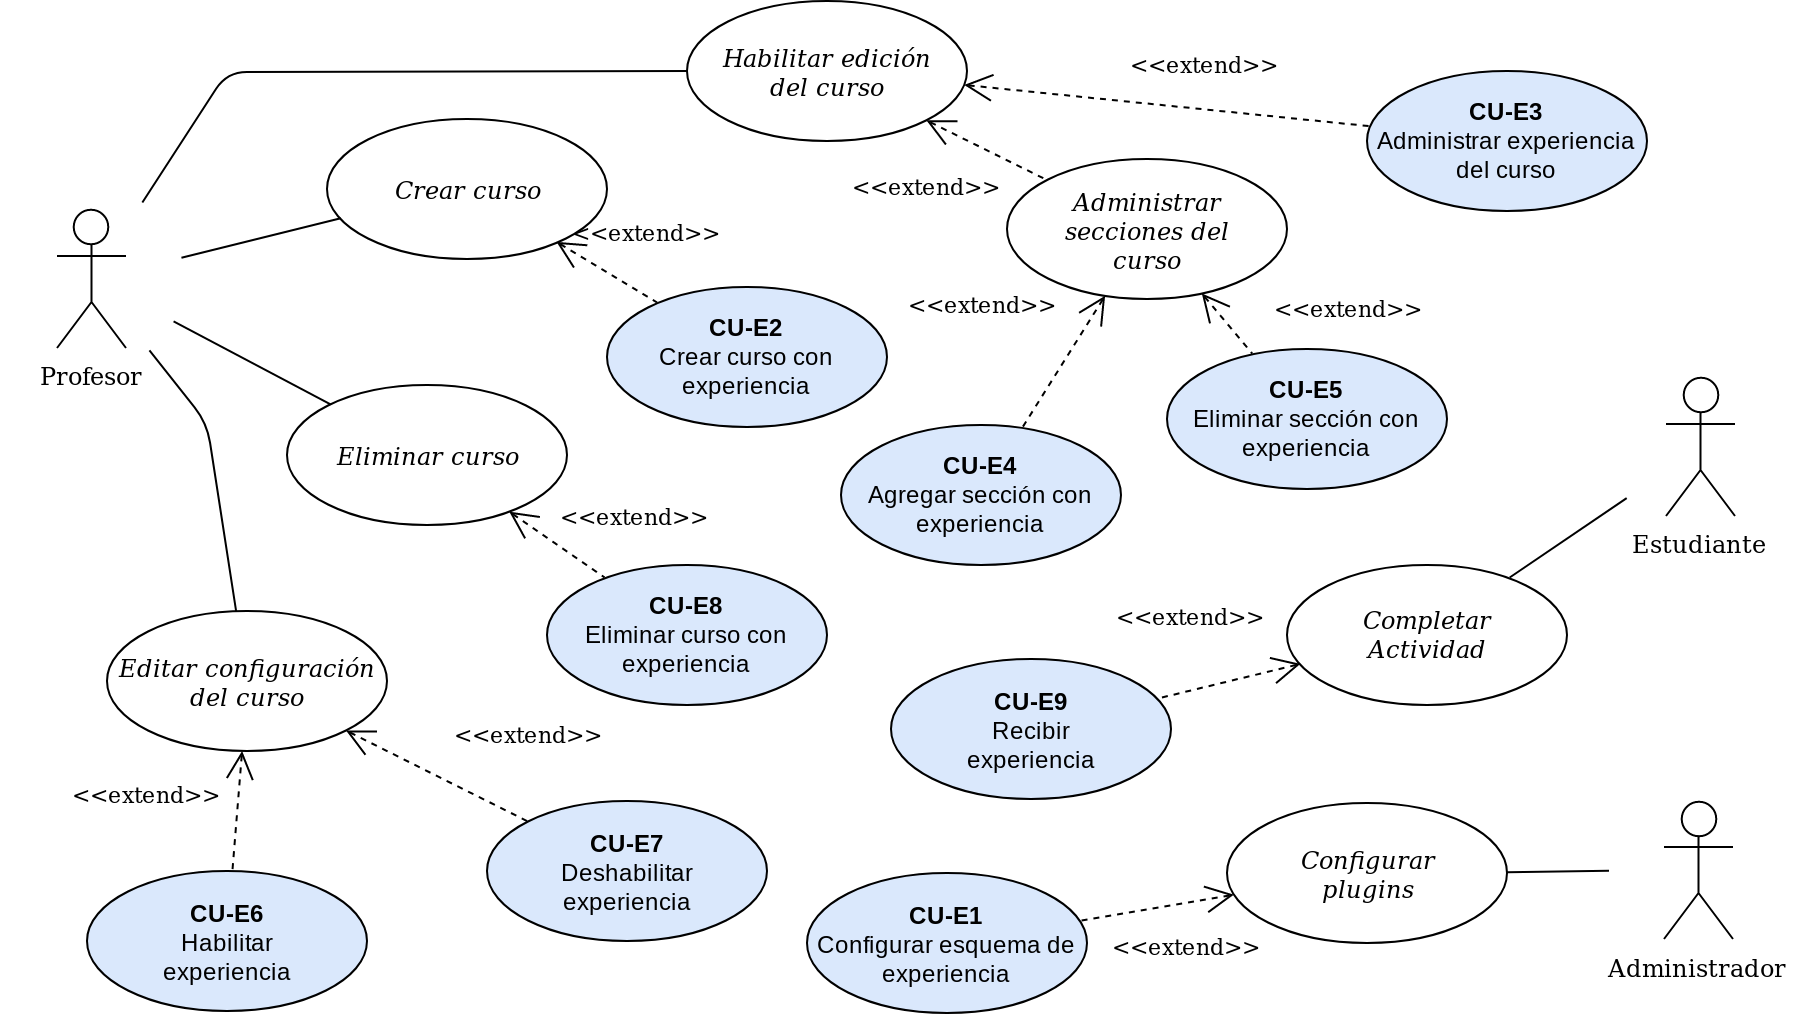 Habilitar edición
del curso
<<extend>>
CU-E3
Administrar experiencia
del curso
Crear curso
<<extend>>
Administrar
secciones del
curso
<<extend>>
Profesor
CU-E2
Crear curso con
experiencia
<<extend>>
<<extend>>
CU-E5
Eliminar sección con
experiencia
Eliminar curso
<<extend>>
CU-E4
Agregar sección con
experiencia
Estudiante
CU-E8
Eliminar curso con
experiencia
<<extend>>
Completar
Actividad
Editar configuración
del curso
<<extend>>
CU-E9
Recibir
experiencia
<<extend>>
CU-E7
Deshabilitar
experiencia
Configurar
plugins
CU-E6
Habilitar
experiencia
CU-E1
Configurar esquema de
experiencia
<<extend>>
Administrador